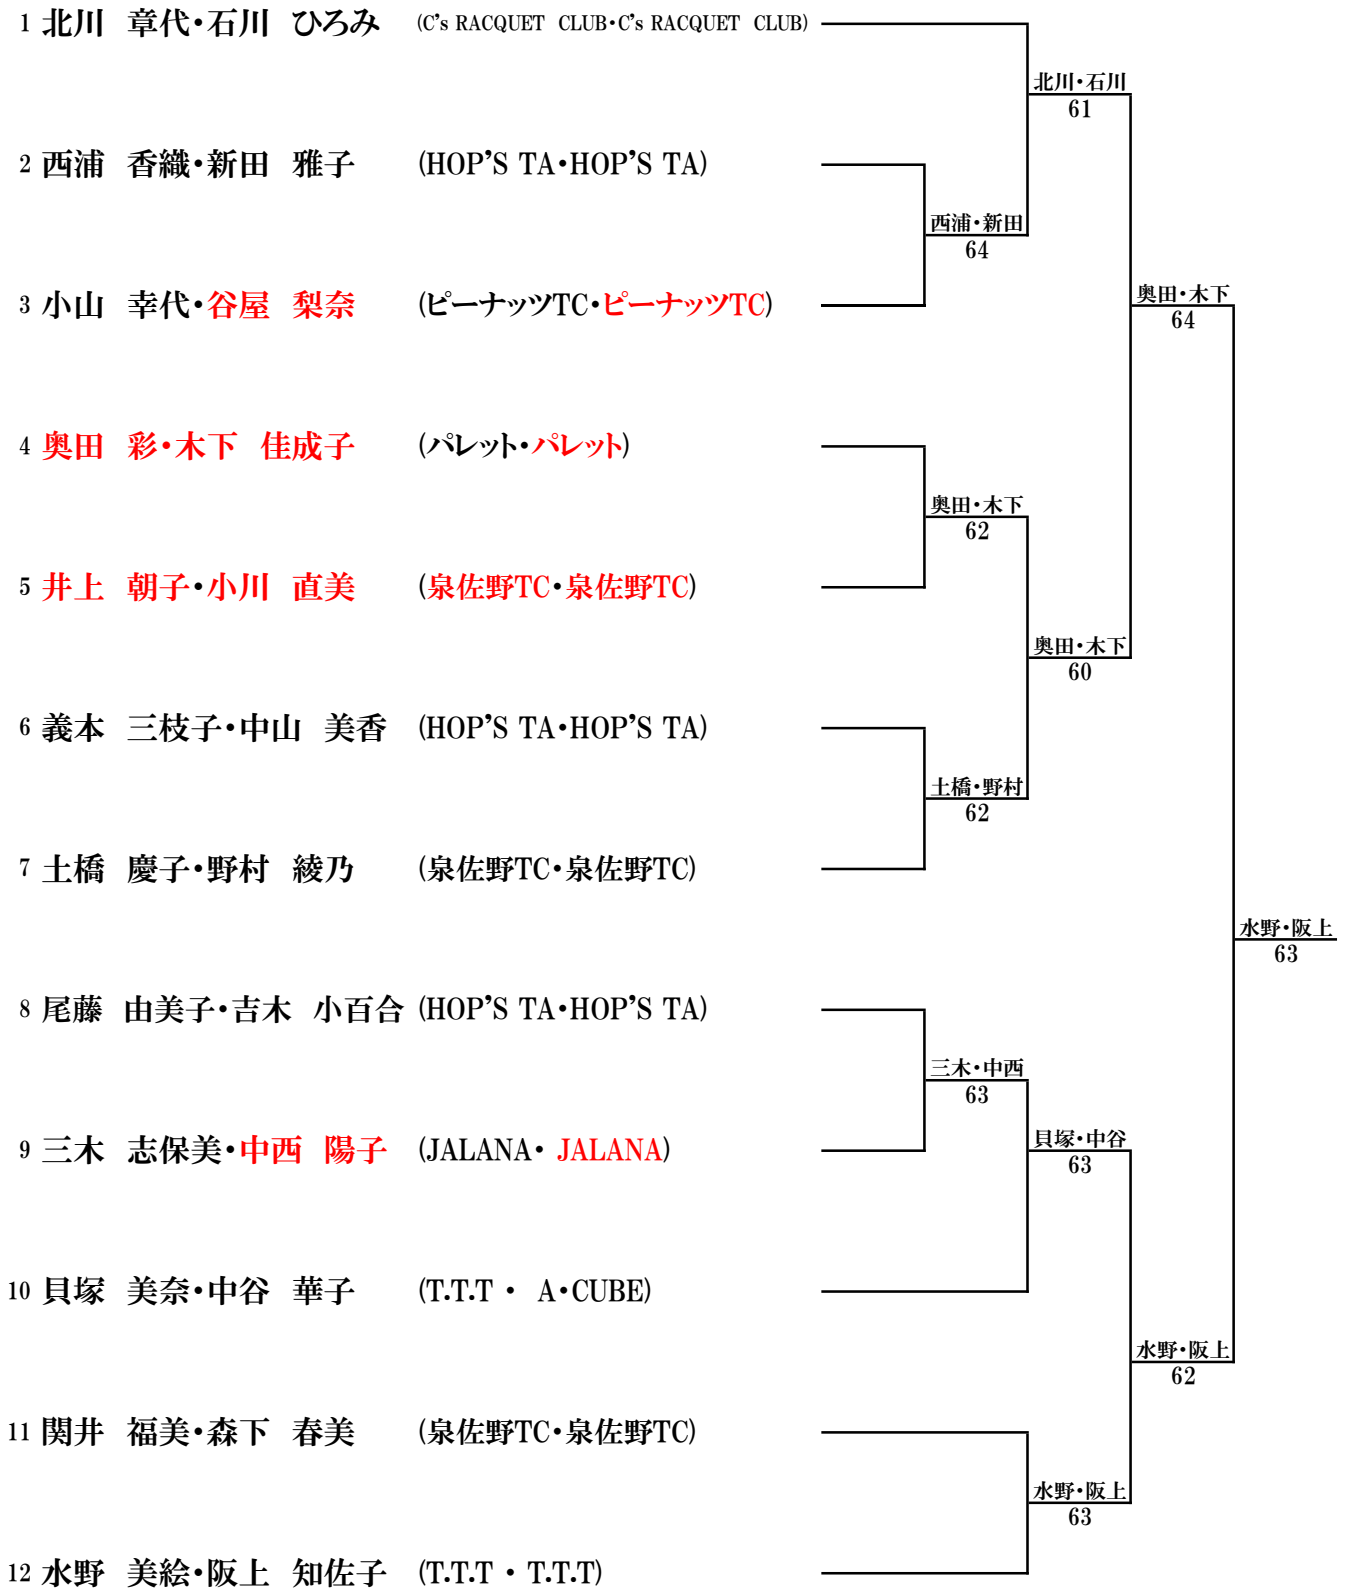 1 北川 章代・石川 ひろみ (C's RACQUET CLUB・C's RACQUET CLUB)
北川・石川
61
2 西浦 香織・新田 雅子 (HOP'S TA・HOP'S TA)
西浦・新田
64
3 小山 幸代・谷屋 梨奈 (ピーナッツTC・ピーナッツTC)
奥田・木下
64
4 奥田 彩・木下 佳成子 (パレット・パレット)
奥田・木下
62
5 井上 朝子・小川 直美 (泉佐野TC・泉佐野TC)
奥田・木下
60
6 義本 三枝子・中山 美香 (HOP'S TA・HOP'S TA)
土橋・野村
62
7 土橋 慶子・野村 綾乃 (泉佐野TC・泉佐野TC)
水野・阪上
63
8 尾藤 由美子・吉木 小百合 (HOP'S TA・HOP'S TA)
三木・中西
63
9 三木 志保美・中西 陽子 (JALANA・ JALANA)
貝塚・中谷
63
10 貝塚 美奈・中谷 華子 (T.T.T ・ A・CUBE)
水野・阪上
62
11 関井 福美・森下 春美 (泉佐野TC・泉佐野TC)
水野・阪上
63
12 水野 美絵・阪上 知佐子 (T.T.T ・ T.T.T)